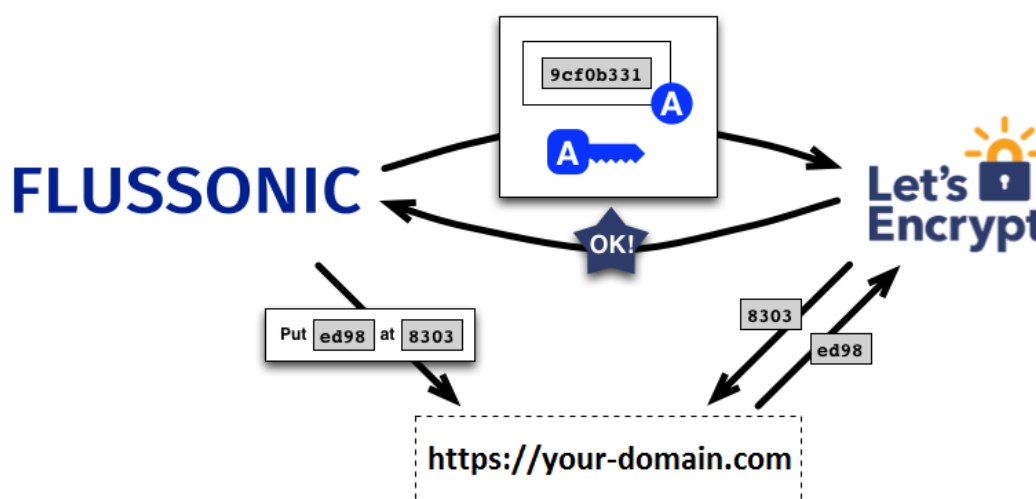 9cf0b331
A
A
FLUSSONIC
Let's
Encrypt
OK!
Put ed98 at 8303
8303
ed98
https://your-domain.com